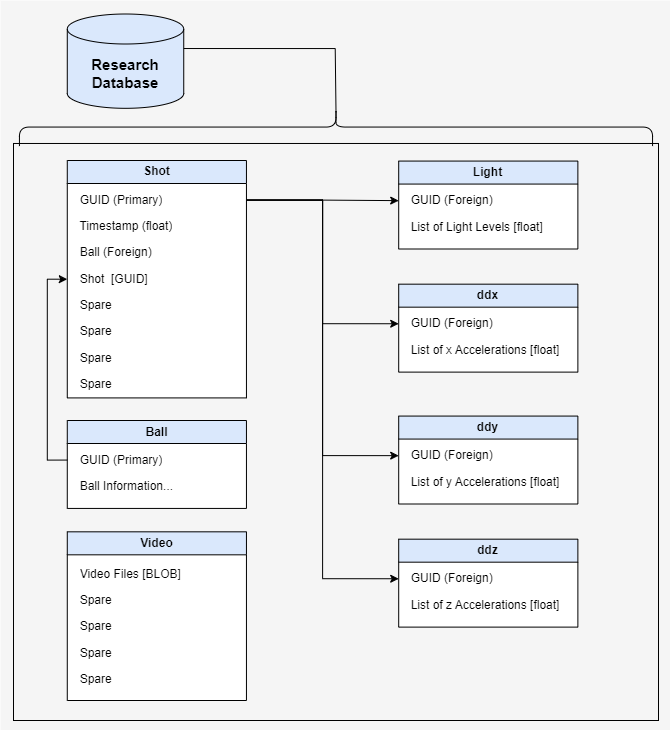 Research
Database
Shot
GUID (Primary)
Timestamp (float)
Ball (Foreign)
Shot [GUID]
Spare
Spare
Spare
Spare
Ball
GUID (Primary)
Ball Information...
Video
Video Files [BLOB]
Spare
Spare
Spare
Spare
Light
GUID (Foreign)
List of Light Levels [float]
ddx
GUID (Foreign)
List of x Accelerations [float]
ddy
GUID (Foreign)
List of y Accelerations [float]
ddz
GUID (Foreign)
List of z Accelerations [float]